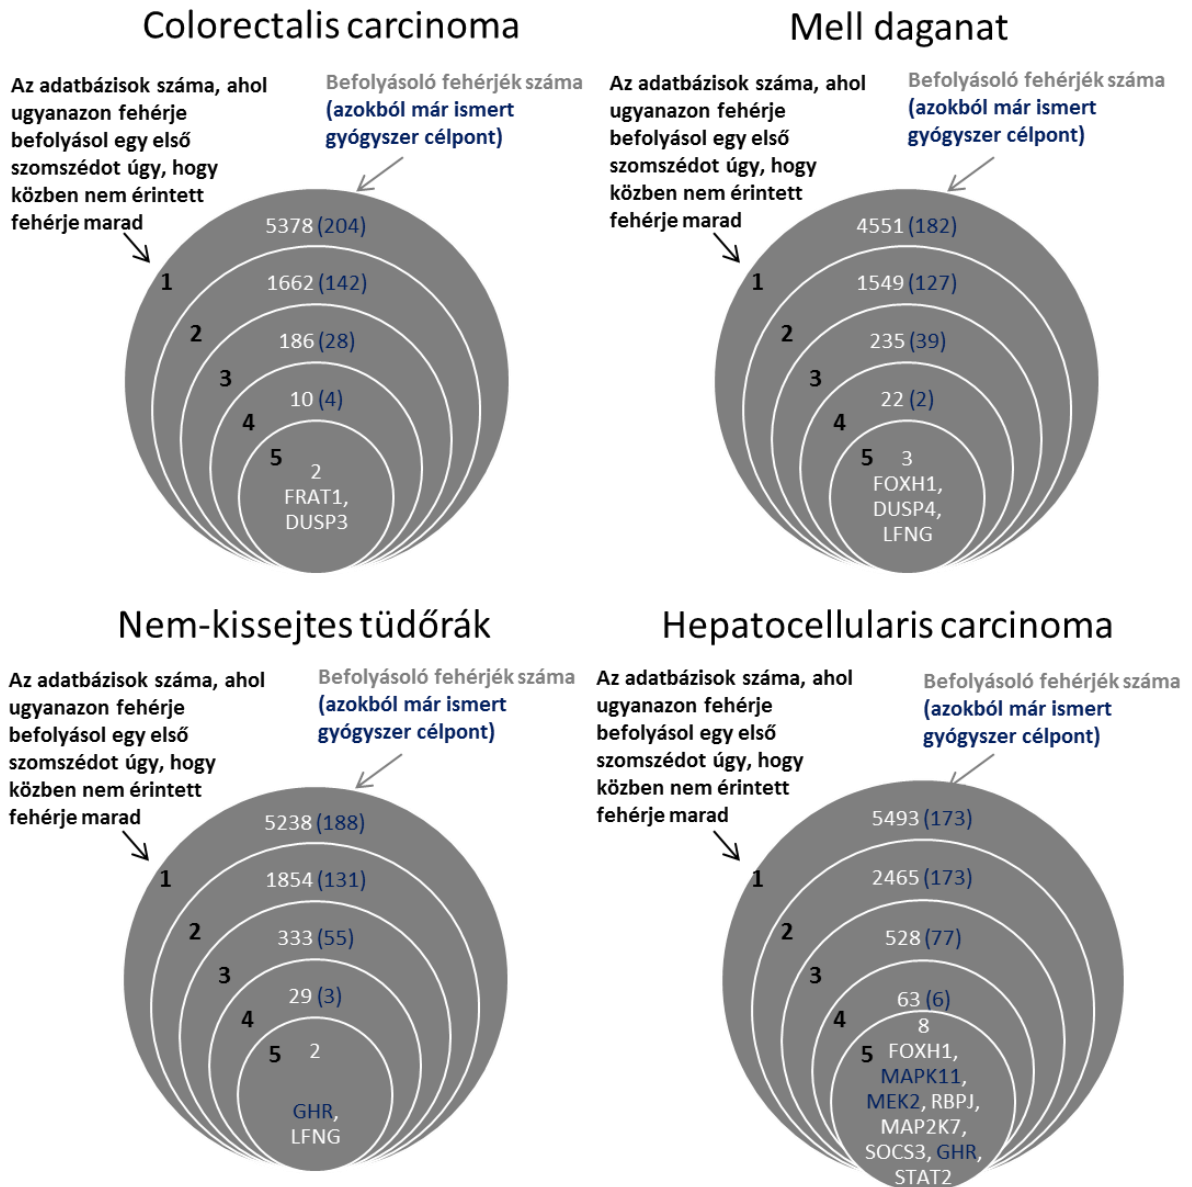 Colorectalis carcinoma
Az adatbázisok száma, ahol
ugyanazon fehérje
befolyásol egy első
szomszédot úgy, hogy
közben nem érintett
fehérje marad
Befolyásoló fehérjék száma
(azokból már ismert
gyógyszer célpont)
5378 (204)
1
1662 (142)
2
186 (28)
3
10 (4)
4
5
2
FRAT1,
DUSP3
Mell daganat
Az adatbázisok száma, ahol
ugyanazon fehérje
befolyásol egy első
szomszédot úgy, hogy
közben nem érintett
fehérje marad
Befolyásoló fehérjék száma
(azokból már ismert
gyógyszer célpont)
4551 (182)
1
1549 (127)
2
235 (39)
3
22 (2)
4
5
3
FOXH1,
DUSP4,
LFNG
Nem-kissejtes tüdőrák
Az adatbázisok száma, ahol
ugyanazon fehérje
befolyásol egy első
szomszédot úgy, hogy
közben nem érintett
fehérje marad
Befolyásoló fehérjék száma
(azokból már ismert
gyógyszer célpont)
5238 (188)
1
1854 (131)
2
333 (55)
3
29 (3)
4
5
2
GHR,
LFNG
Hepatocellularis carcinoma
Az adatbázisok száma, ahol
ugyanazon fehérje
befolyásol egy első
szomszédot úgy, hogy
közben nem érintett
fehérje marad
Befolyásoló fehérjék száma
(azokból már ismert
gyógyszer célpont)
5493 (173)
1
2465 (173)
2
528 (77)
3
63 (6)
4
5
8
FOXH1,
MAPK11,
MEK2, RBPJ,
MAP2K7,
SOCS3, GHR,
STAT2